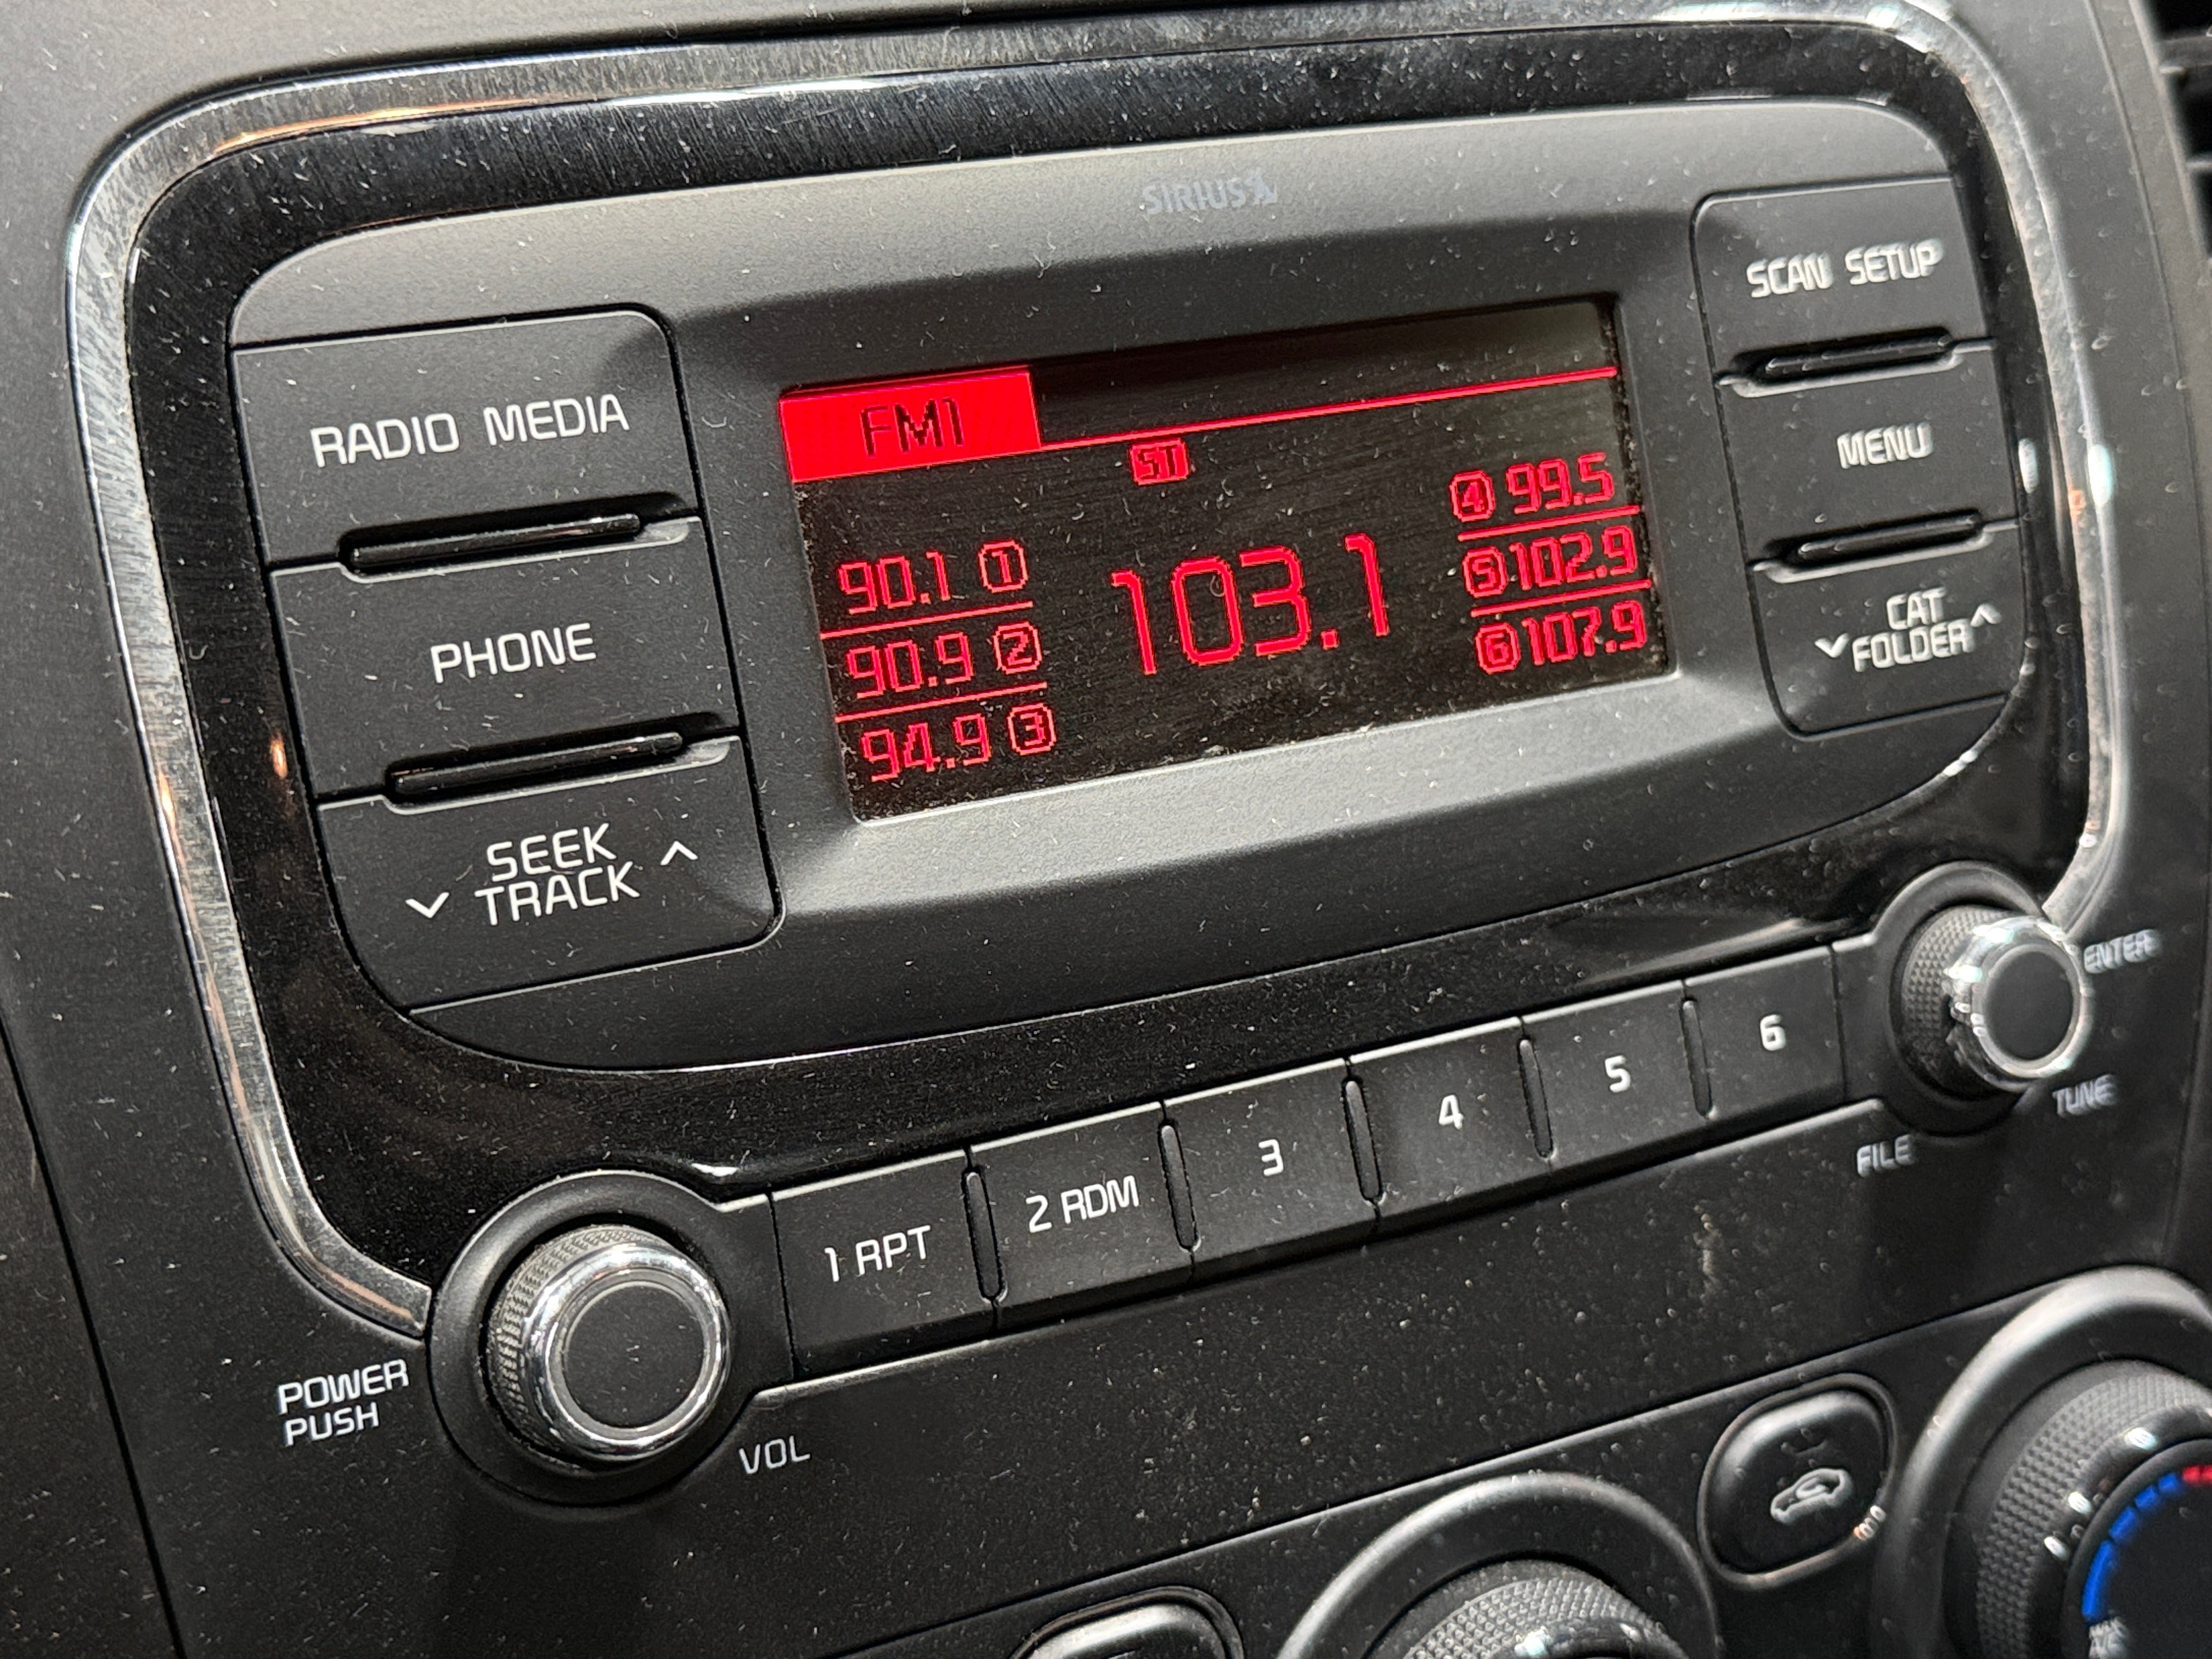 SIRIUS
RADIO MEDIA
PHONE
SEEK
TRACK
FM1
ST
90.1 1
90.9 2
94.9 3
103.1
4 99.5
5 102.9
6 107.9
SCAN SETUP
MENU
CAT
FOLDER
POWER
PUSH
VOL
1 RPT
2 RDM
3
4
5
6
ENTER
TUNE
FILE